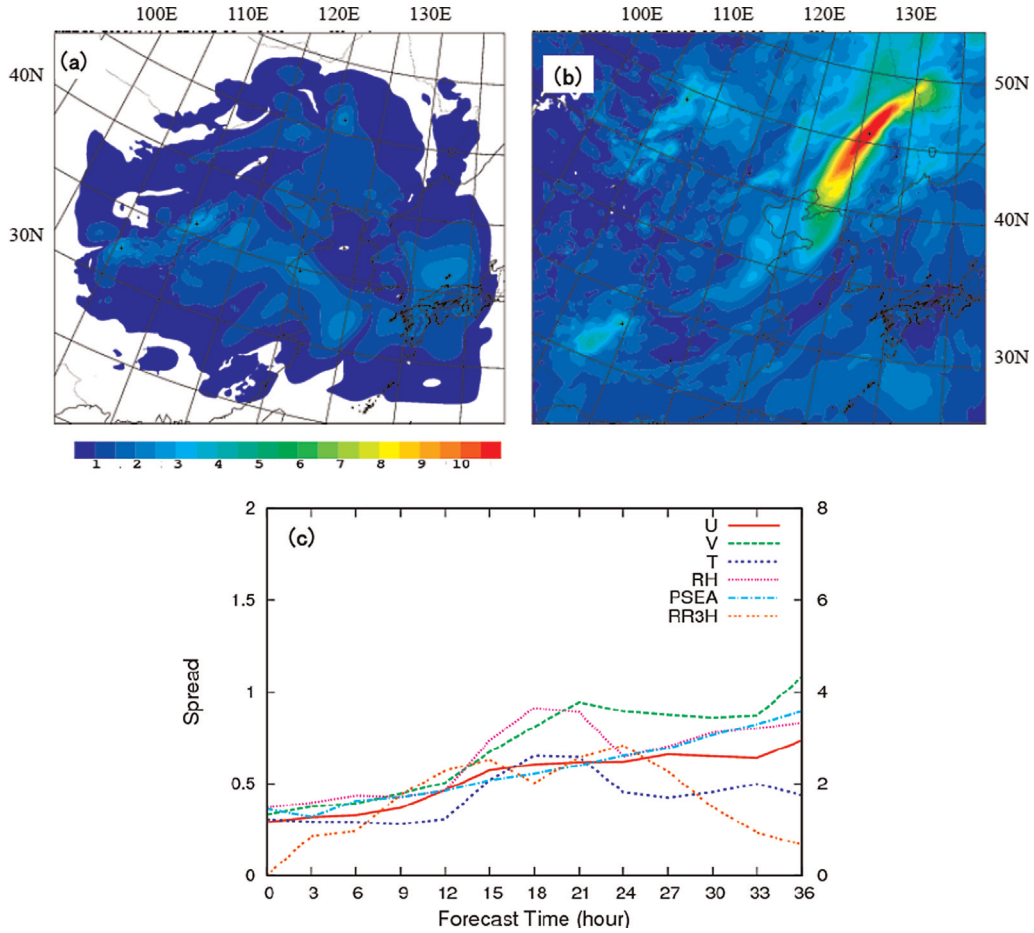 100E 110E 120E 130E
100E 110E 120E 130E
(a)
(b)
40N
30N
50N
40N
30N
1 . 2 . 3 4 5 6 7 8 9 10
(c)
2
1.5
1
0.5
0
8
6
4
2
0
Spread
U
V
T
RH
PSEA
RR3H
0 3 6 9 12 15 18 21 24 27 30 33 36
Forecast Time (hour)